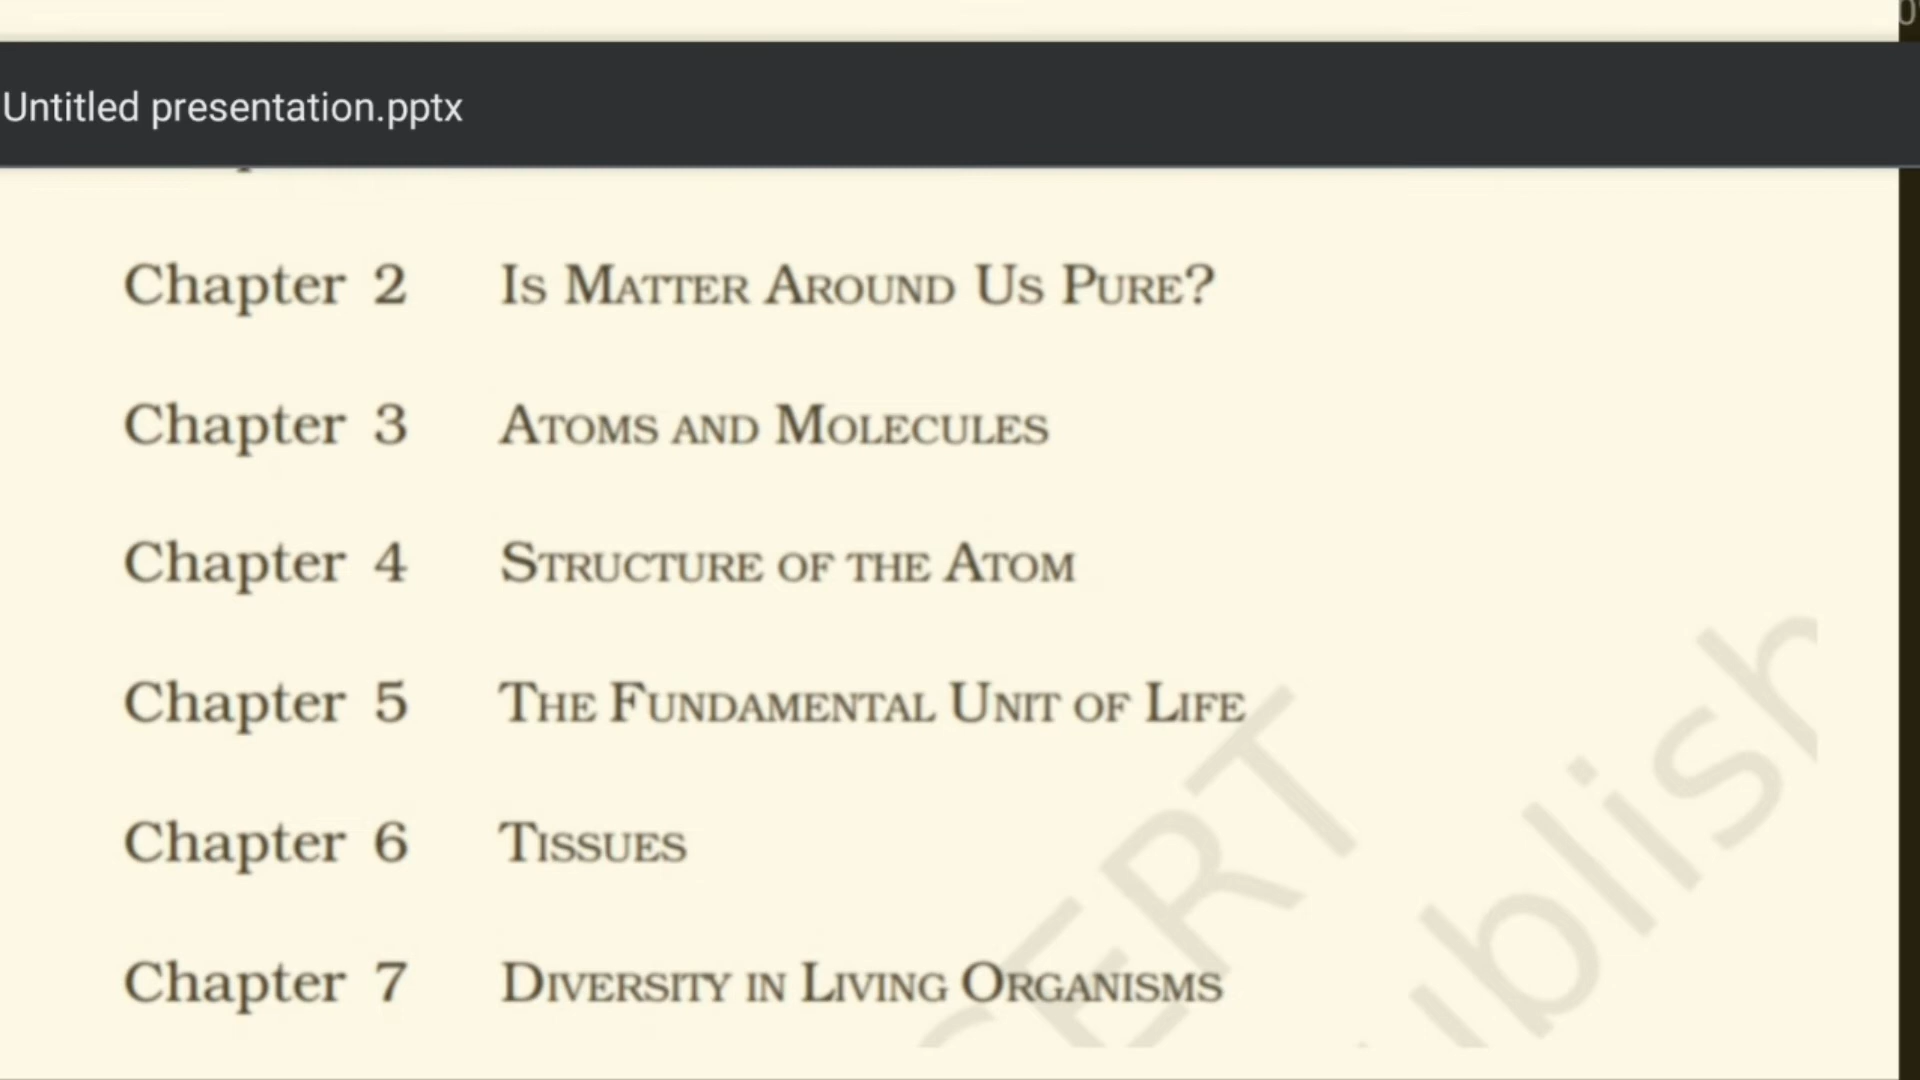 Untitled presentation.pptx
Chapter 2 Is Matter Around Us Pure?
Chapter 3 Atoms and Molecules
Chapter 4 Structure of the Atom
Chapter 5 The Fundamental Unit of Life
Chapter 6 Tissues
Chapter 7 Diversity in Living Organisms